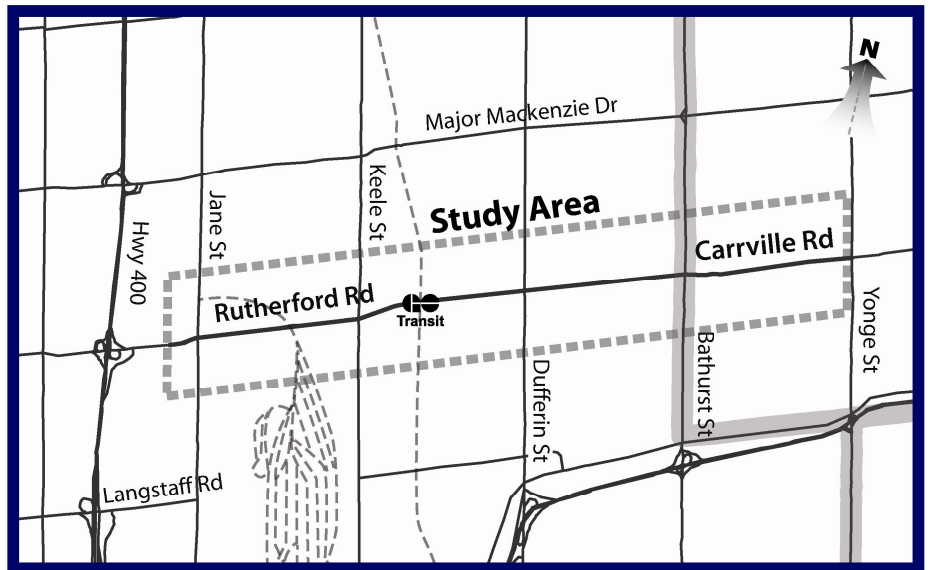 N
Major Mackenzie Dr
Keele St
Jane St
Study Area
Hwy 400
Carrville Rd
Rutherford Rd
Transit
Yonge St
Bathurst St
Dufferin St
Langstaff Rd